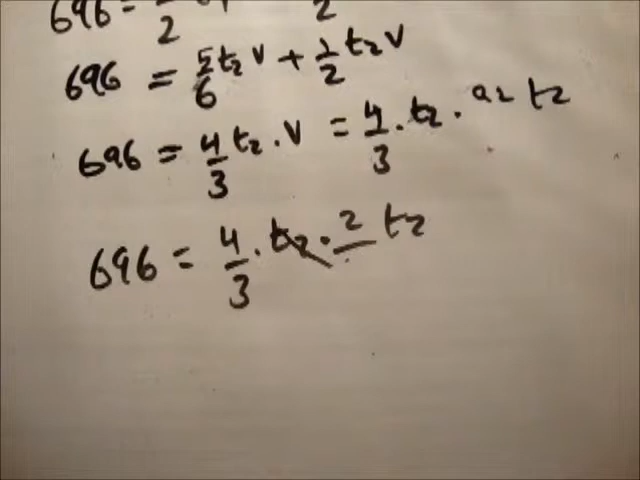 696 =
696 = 5/6 t₂ v + 1/2 t₂ v
696 = 4/3 t₂ · v = 4/3 · t₂ · a₂ t₂
696 = 4/3 · t₂ · 2 t₂